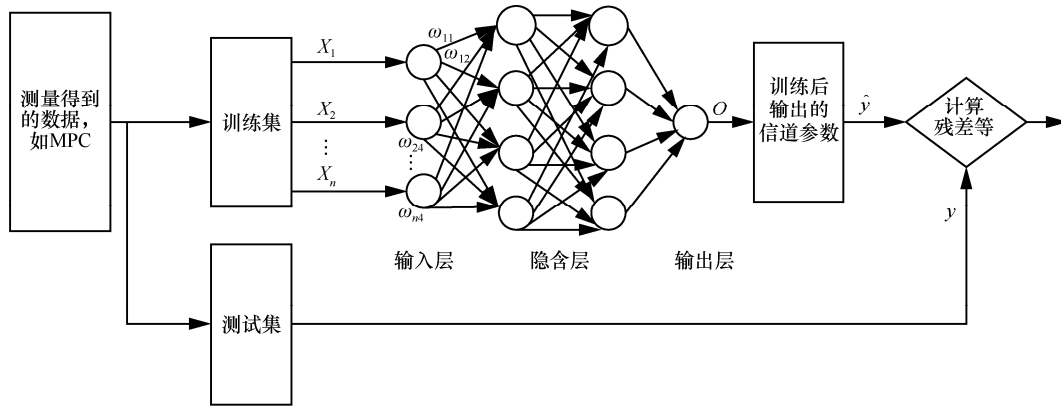 测量得到
的数据，
如MPC
训练集
X1
X2
⋮
Xn
ω11
ω12
ω24
⋮
ωn4
输入层
隐含层
输出层
O
训练后
输出的
信道参数
ŷ
计算
残差等
y
测试集